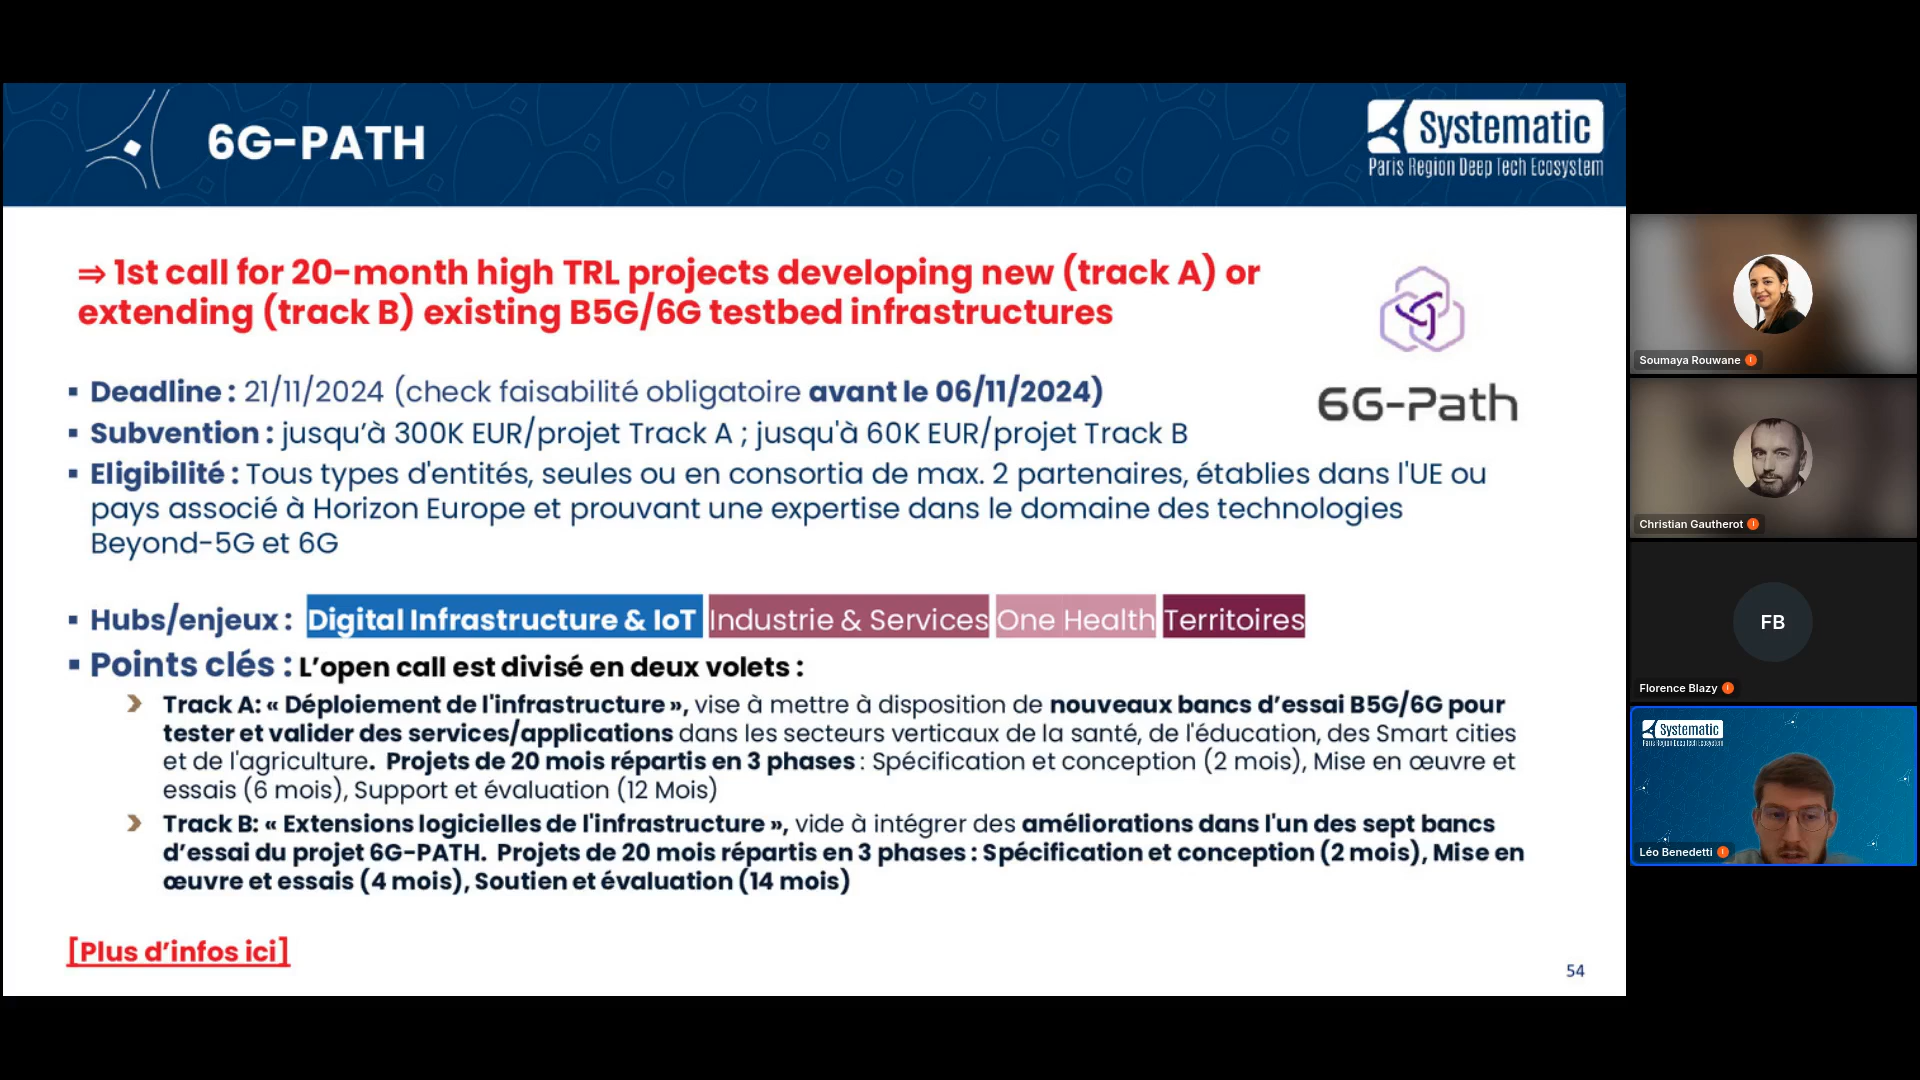 6G-PATH
Systematic
Paris Region Deep Tech Ecosystem
⇒ 1st call for 20-month high TRL projects developing new (track A) or
extending (track B) existing B5G/6G testbed infrastructures
6G-Path
▪ Deadline : 21/11/2024 (check faisabilité obligatoire avant le 06/11/2024)
▪ Subvention : jusqu’à 300K EUR/projet Track A ; jusqu'à 60K EUR/projet Track B
▪ Eligibilité : Tous types d'entités, seules ou en consortia de max. 2 partenaires, établies dans l'UE ou
pays associé à Horizon Europe et prouvant une expertise dans le domaine des technologies
Beyond-5G et 6G
▪ Hubs/enjeux : Digital Infrastructure & IoT Industrie & Services One Health Territoires
▪ Points clés : L’open call est divisé en deux volets :
Track A: « Déploiement de l'infrastructure », vise à mettre à disposition de nouveaux bancs d’essai B5G/6G pour
tester et valider des services/applications dans les secteurs verticaux de la santé, de l'éducation, des Smart cities
et de l'agriculture. Projets de 20 mois répartis en 3 phases : Spécification et conception (2 mois), Mise en œuvre et
essais (6 mois), Support et évaluation (12 Mois)
Track B: « Extensions logicielles de l'infrastructure », vide à intégrer des améliorations dans l'un des sept bancs
d’essai du projet 6G-PATH. Projets de 20 mois répartis en 3 phases : Spécification et conception (2 mois), Mise en
œuvre et essais (4 mois), Soutien et évaluation (14 mois)
[Plus d’infos ici]
54
Soumaya Rouwane
Christian Gautherot
FB
Florence Blazy
Systematic
Paris Region Deep Tech Ecosystem
Léo Benedetti